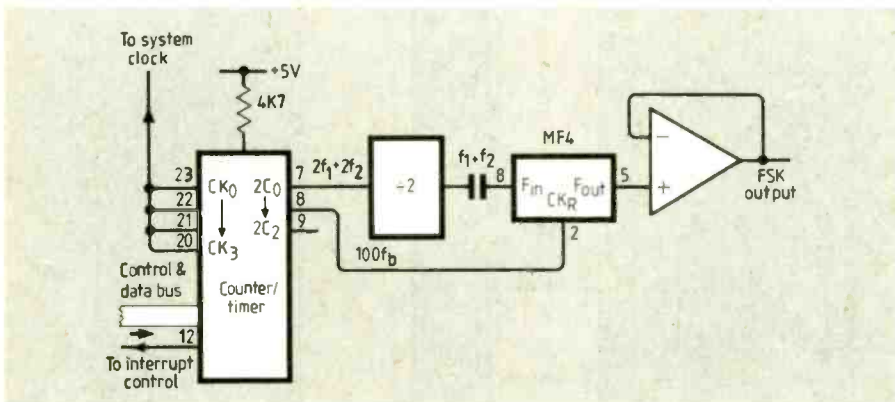 To system
clock
+5V
4K7
MF4
23
22
21
20
CK0
CK3
2C0
2C2
7
8
9
2f1+2f2
÷2
f1+f2
8
Fin
Fout
CKR
5
2
−
+
FSK
output
100fb
Control &
data bus
Counter/
timer
12
To interrupt
control